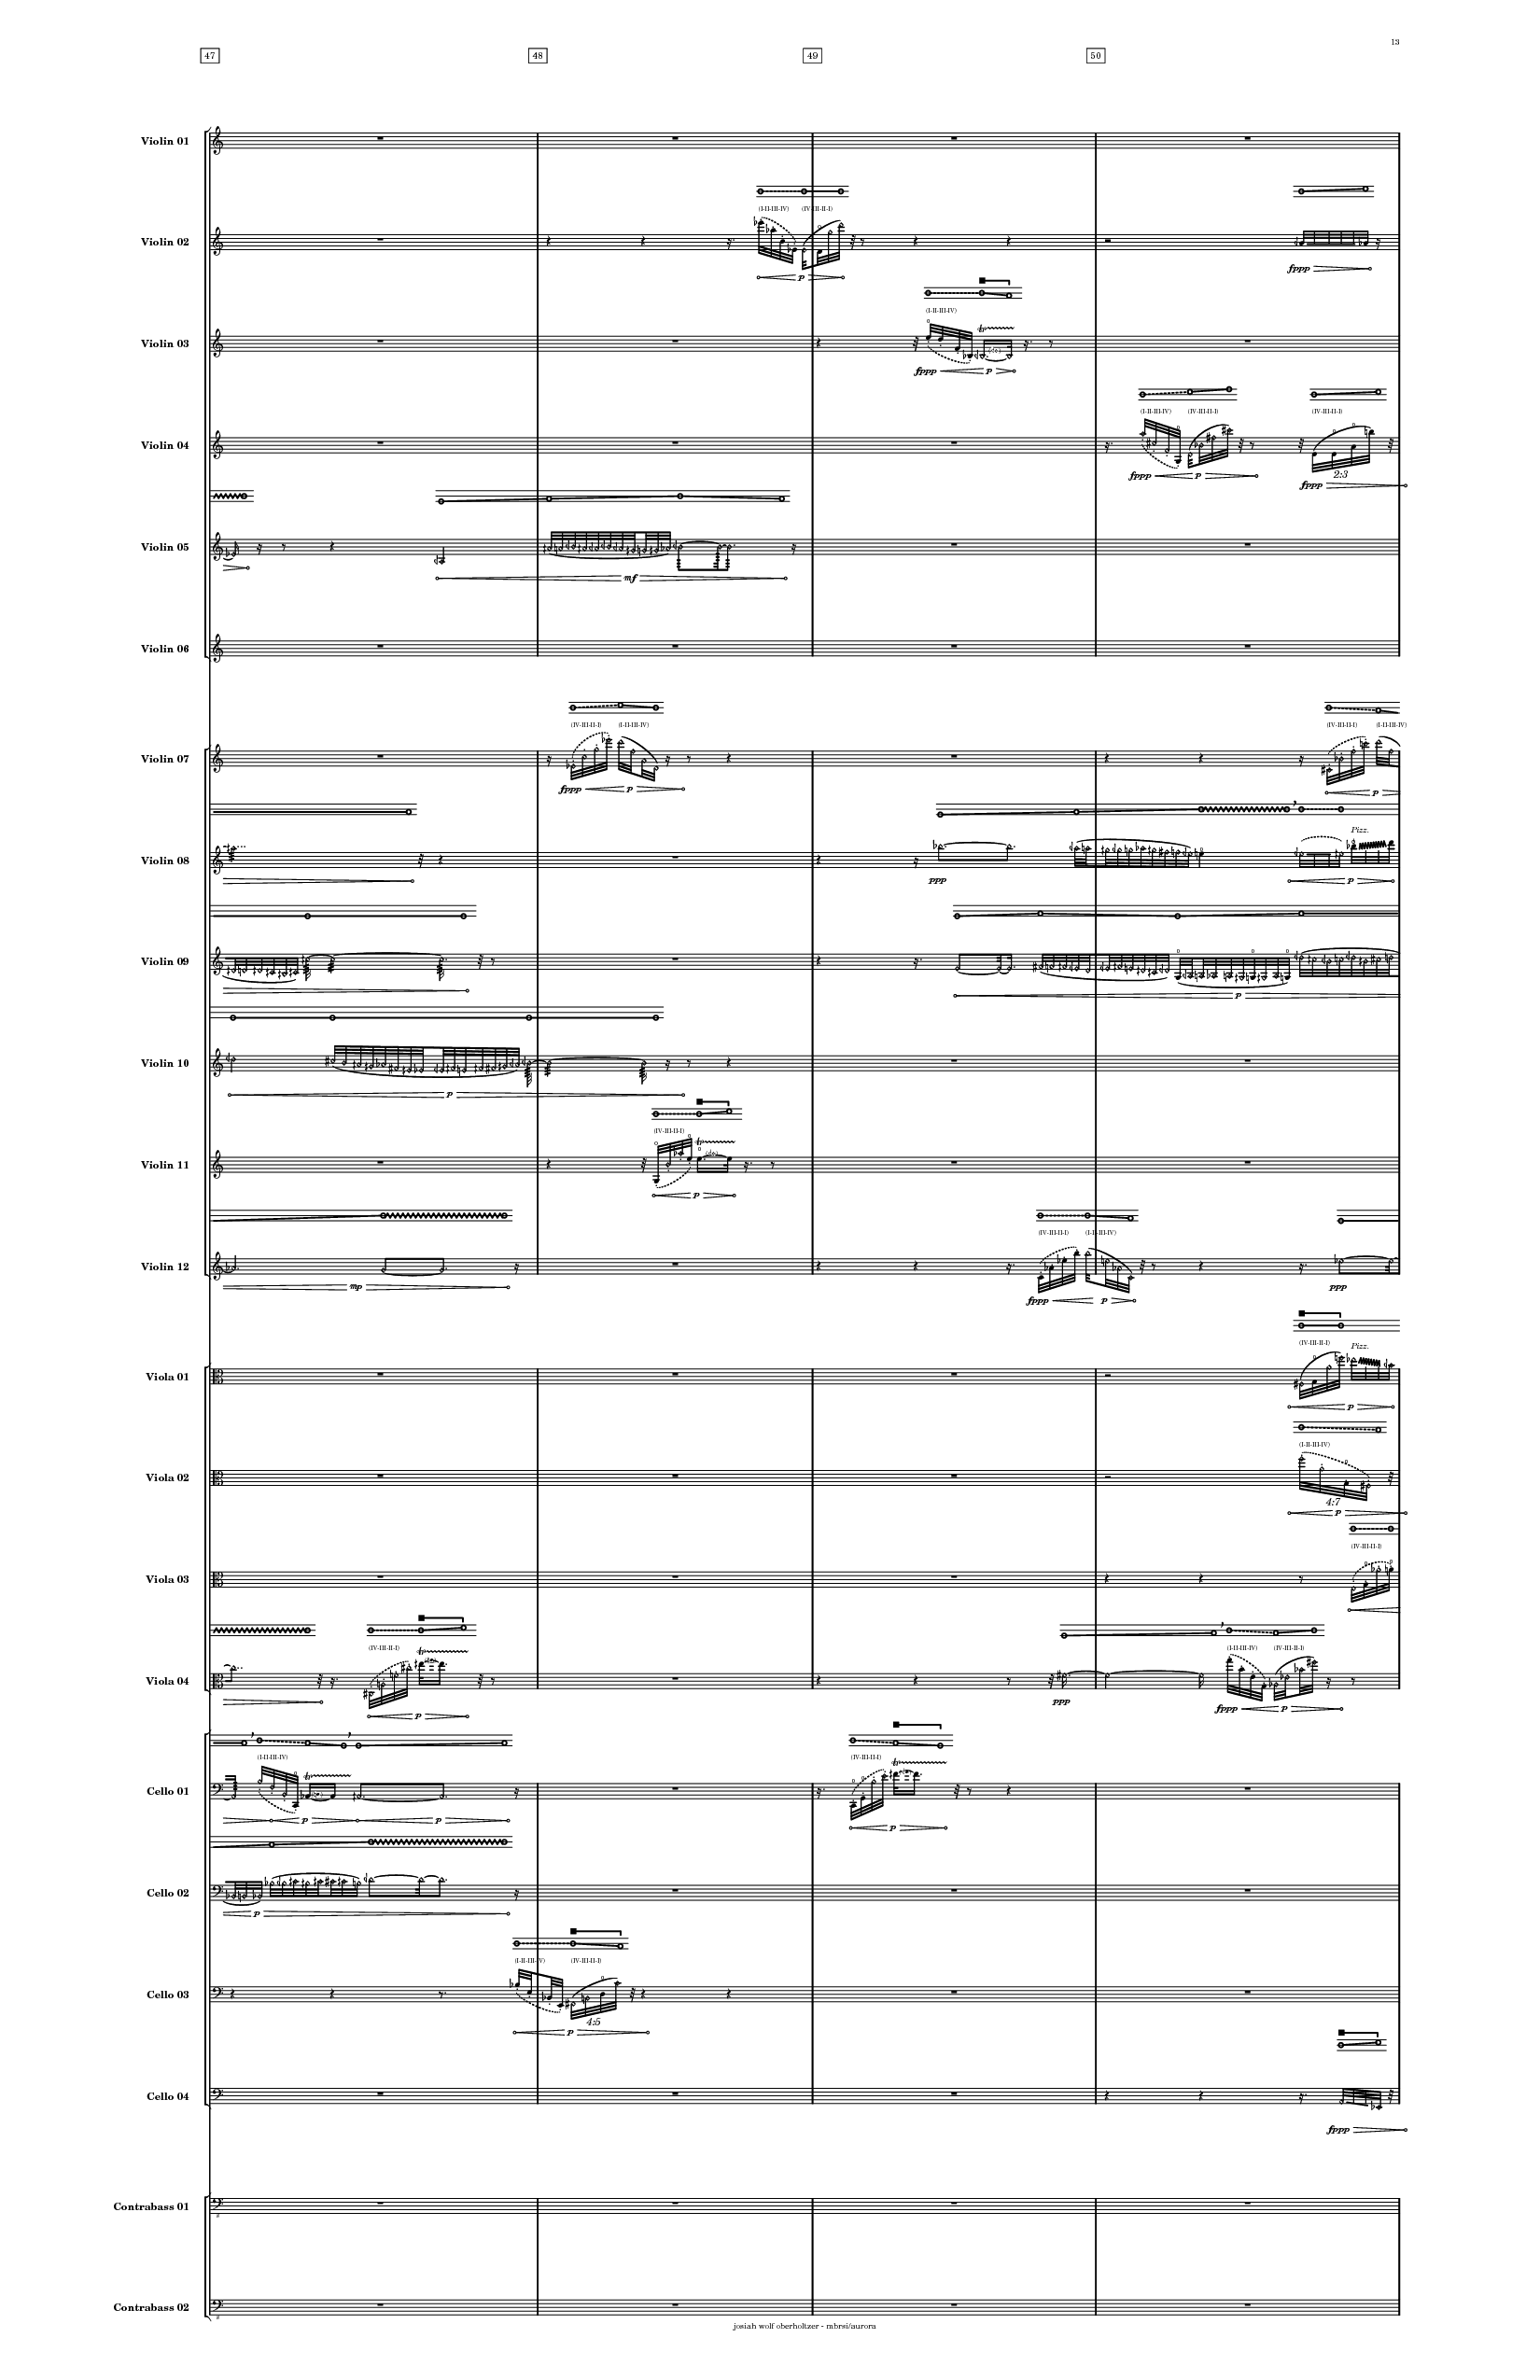 13
47 48 49 50
Violin 01
(I-II-III-IV) (IV-III-II-I)
Violin 02
p fppp
(I-II-III-IV)
Violin 03
fppp p
(I-II-III-IV) (IV-III-II-I) (IV-III-II-I)
Violin 04
fppp p 2:3
fppp
Violin 05
mf
Violin 06
(IV-III-II-I) (I-II-III-IV) (IV-III-II-I) (I-II-III-IV)
Violin 07
fppp p p
Pizz.
Violin 08
ppp p
Violin 09
p
Violin 10
p
(IV-III-II-I)
Violin 11
p
(IV-III-II-I) (I-II-III-IV)
Violin 12
mp fppp p ppp
(IV-III-II-I) Pizz.
Viola 01
p
(I-II-III-IV)
Viola 02
4:7
p
(IV-III-II-I)
Viola 03
(IV-III-II-I) (I-II-III-IV) (IV-III-II-I)
Viola 04
p ppp fppp p
(I-II-III-IV) (IV-III-II-I)
Cello 01
p p p
Cello 02
p
(I-II-III-IV) (IV-III-II-I)
Cello 03
4:5
p
Cello 04
fppp
Contrabass 01
Contrabass 02
josiah wolf oberholtzer - mbrsi/aurora